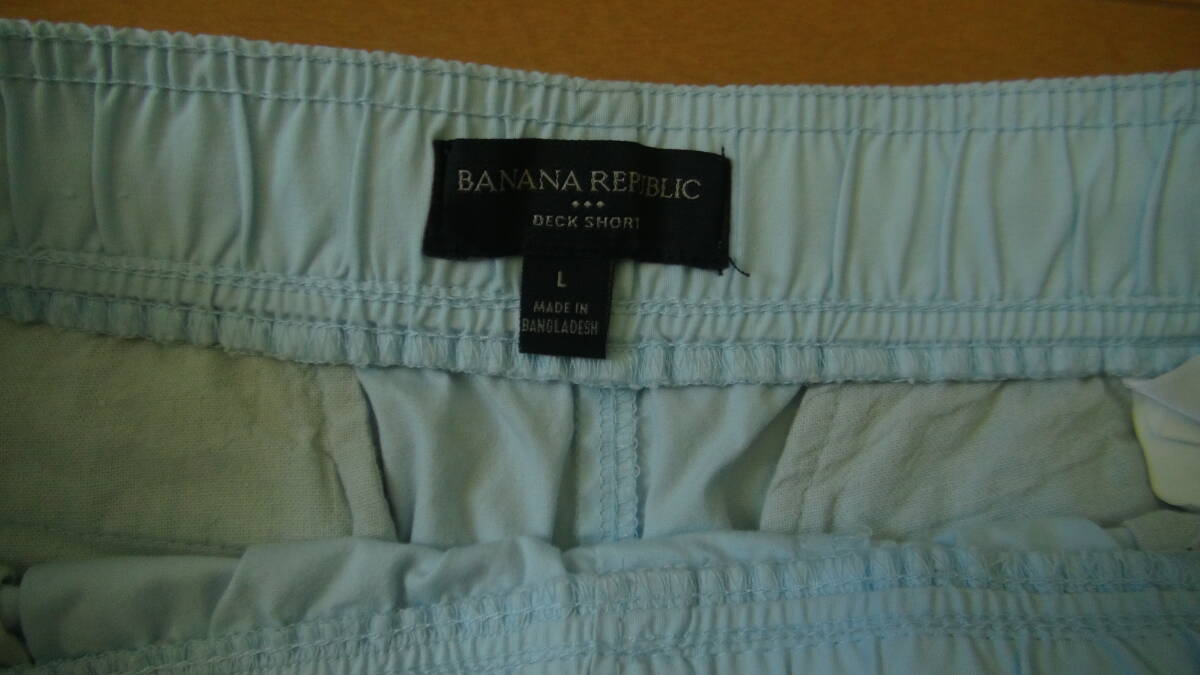 BANANA REPUBLIC
DECK SHORT
L
MADE IN
BANGLADESH